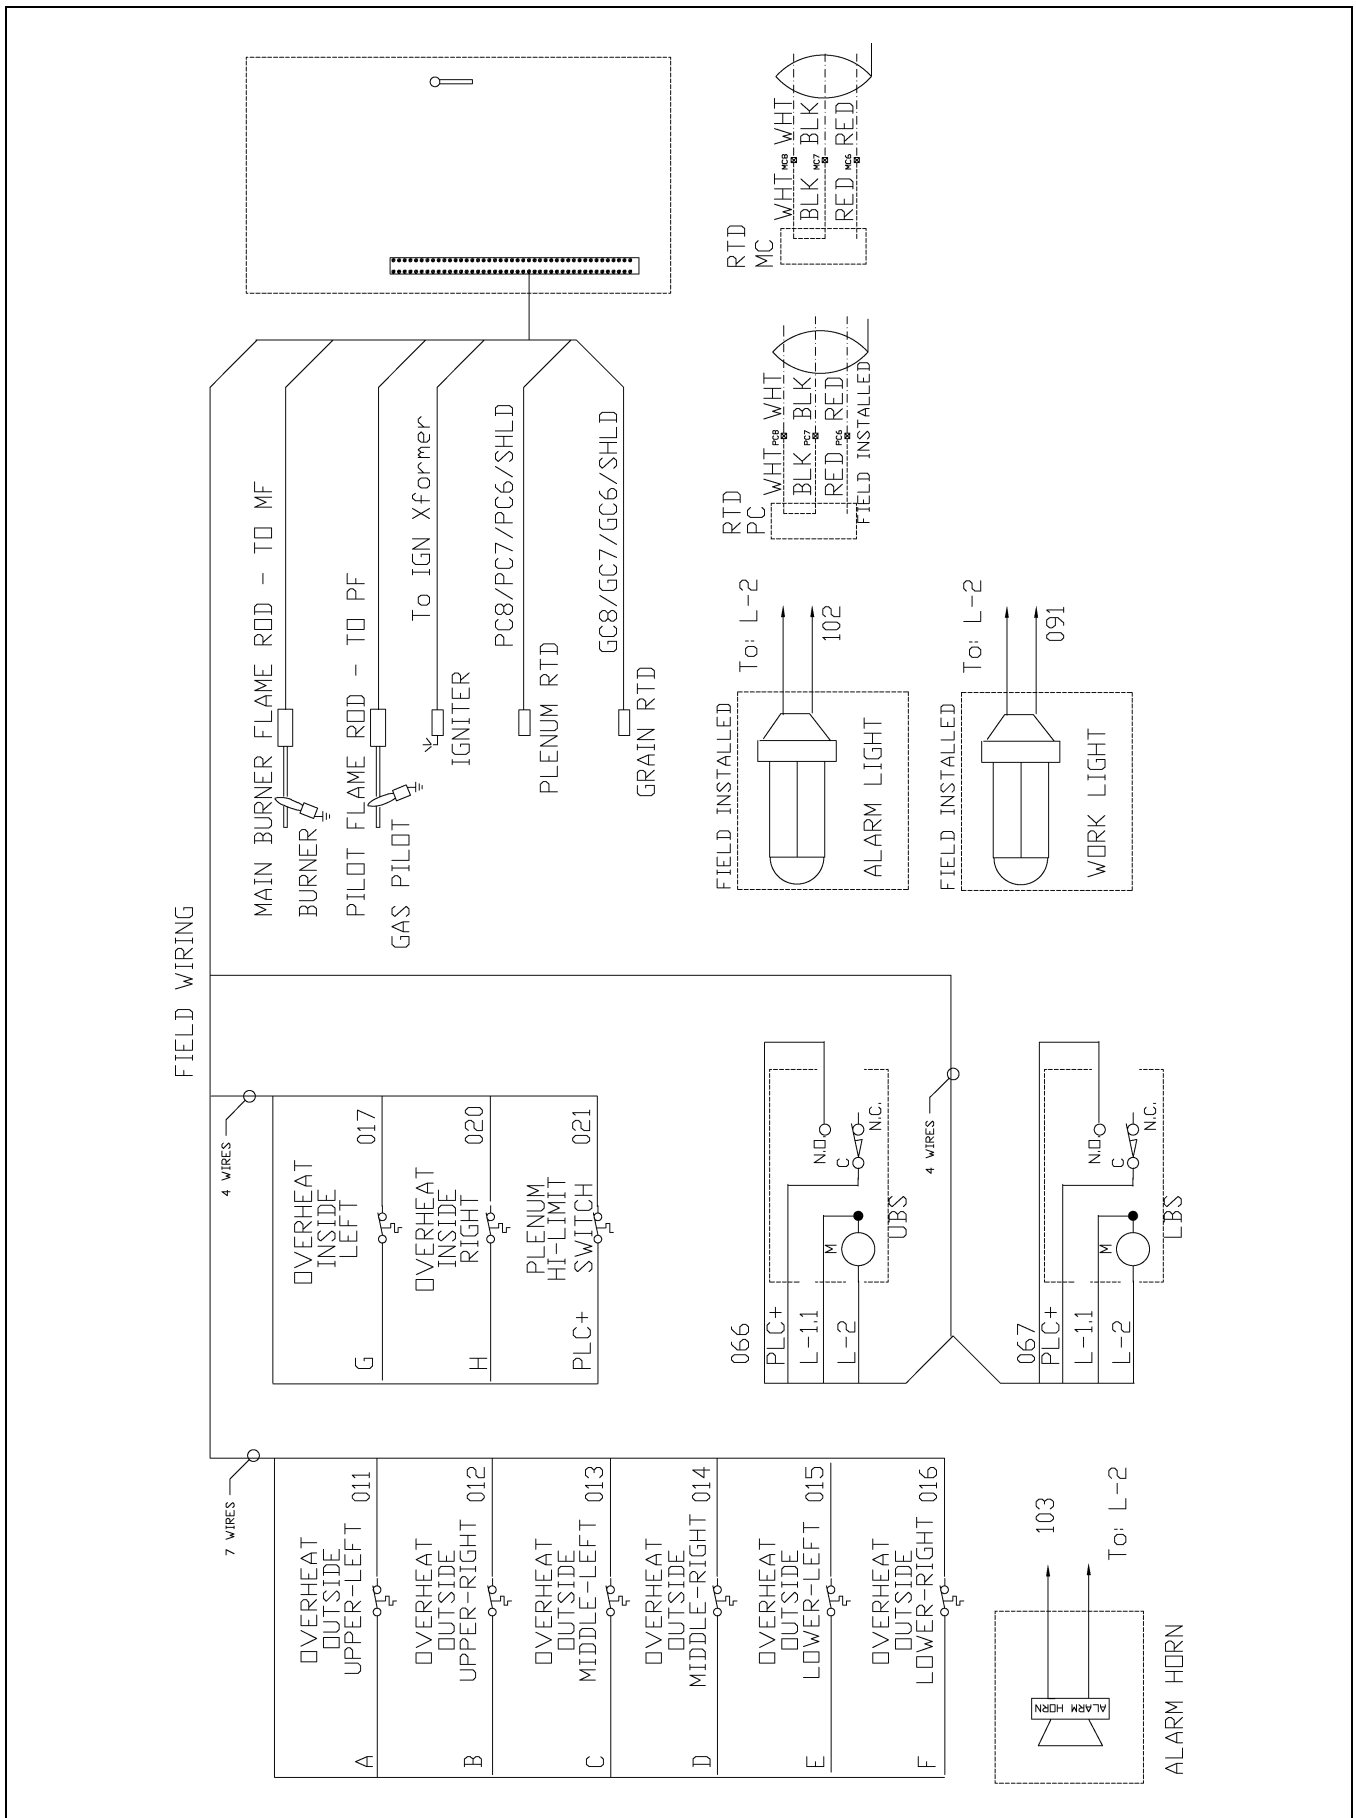 FIELD WIRING
7 WIRES
A
OVERHEAT
OUTSIDE
UPPER-LEFT
011
B
OVERHEAT
OUTSIDE
UPPER-RIGHT
012
C
OVERHEAT
OUTSIDE
MIDDLE-LEFT
013
D
OVERHEAT
OUTSIDE
MIDDLE-RIGHT
014
E
OVERHEAT
OUTSIDE
LOWER-LEFT
015
F
OVERHEAT
OUTSIDE
LOWER-RIGHT
016
ALARM HORN
103
To: L-2
ALARM HORN
4 WIRES
G
OVERHEAT
INSIDE
LEFT
017
H
OVERHEAT
INSIDE
RIGHT
020
PLC+
PLENUM
HI-LIMIT
SWITCH
021
066
PLC+
L-1.1
L-2
M
C
N.O
N.C.
UBS
4 WIRES
067
PLC+
L-1.1
L-2
M
C
N.O
N.C.
LBS
MAIN BURNER FLAME ROD - TO MF
BURNER
PILOT FLAME ROD - TO PF
GAS PILOT
To IGN Xformer
IGNITER
PC8/PC7/PC6/SHLD
PLENUM RTD
GC8/GC7/GC6/SHLD
GRAIN RTD
FIELD INSTALLED
To: L-2
102
ALARM LIGHT
FIELD INSTALLED
To: L-2
091
WORK LIGHT
RTD
PC
WHT PC8 WHT
BLK PC7 BLK
RED PC6 RED
FIELD INSTALLED
RTD
MC
WHT MC8 WHT
BLK MC7 BLK
RED MC6 RED